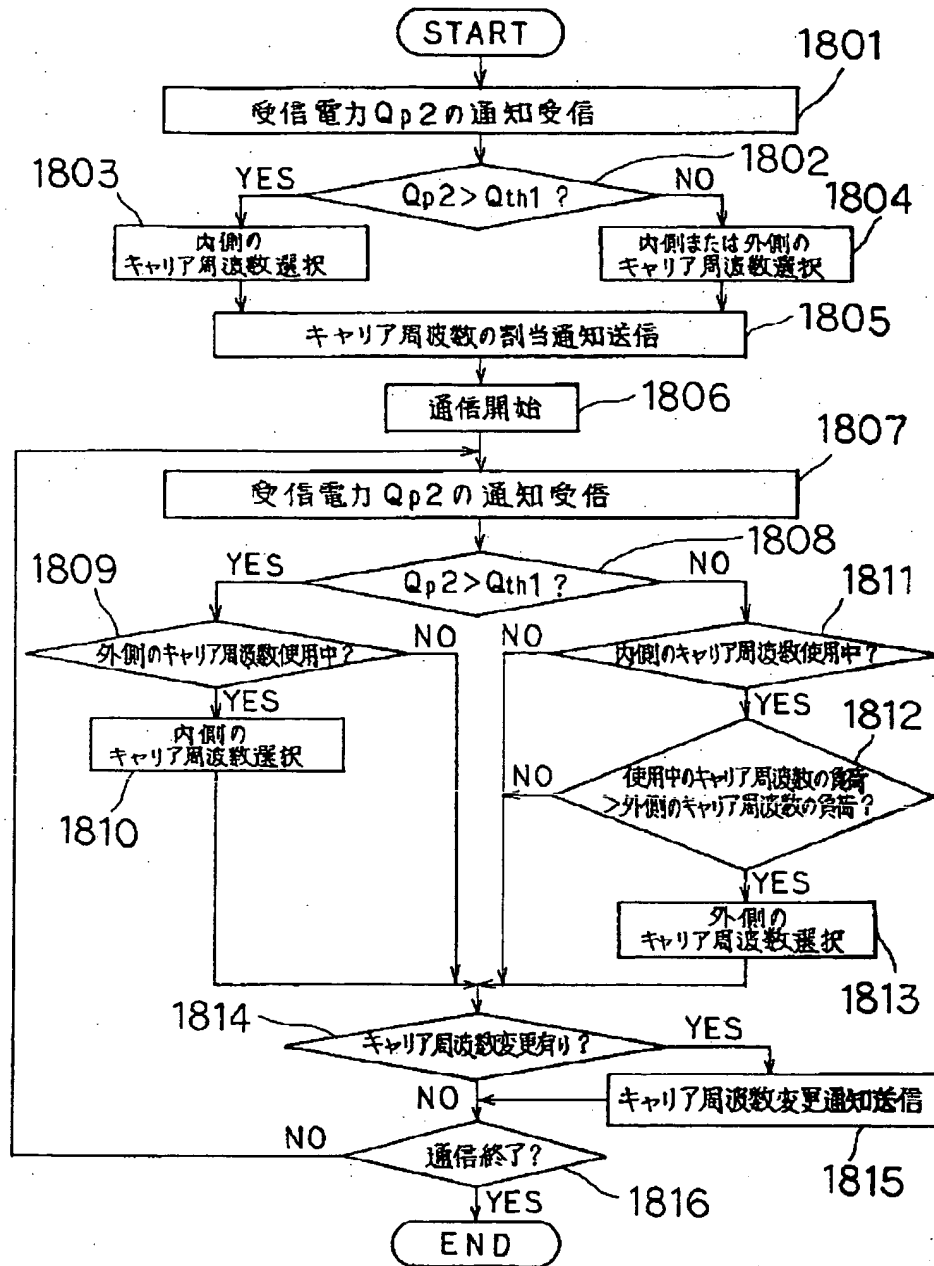 START
1801
受信電力Qp2の通知受信
1802
1803
YES
Qp2>Qth1?
NO
1804
内側の
キャリア周波数選択
内側または外側の
キャリア周波数選択
キャリア周波数の割当通知送信
1805
通信開始
1806
1807
受信電力Qp2の通知受信
1808
1809
YES
Qp2>Qth1?
NO
1811
外側のキャリア周波数使用中?
NO
NO
内側のキャリア周波数使用中?
YES
YES
1812
内側の
キャリア周波数選択
1810
NO
使用中のキャリア周波数の負荷
>外側のキャリア周波数の負荷?
YES
外側の
キャリア周波数選択
1813
1814
キャリア周波数変更有り?
YES
NO
キャリア周波数変更通知送信
1815
NO
通信終了?
1816
YES
END